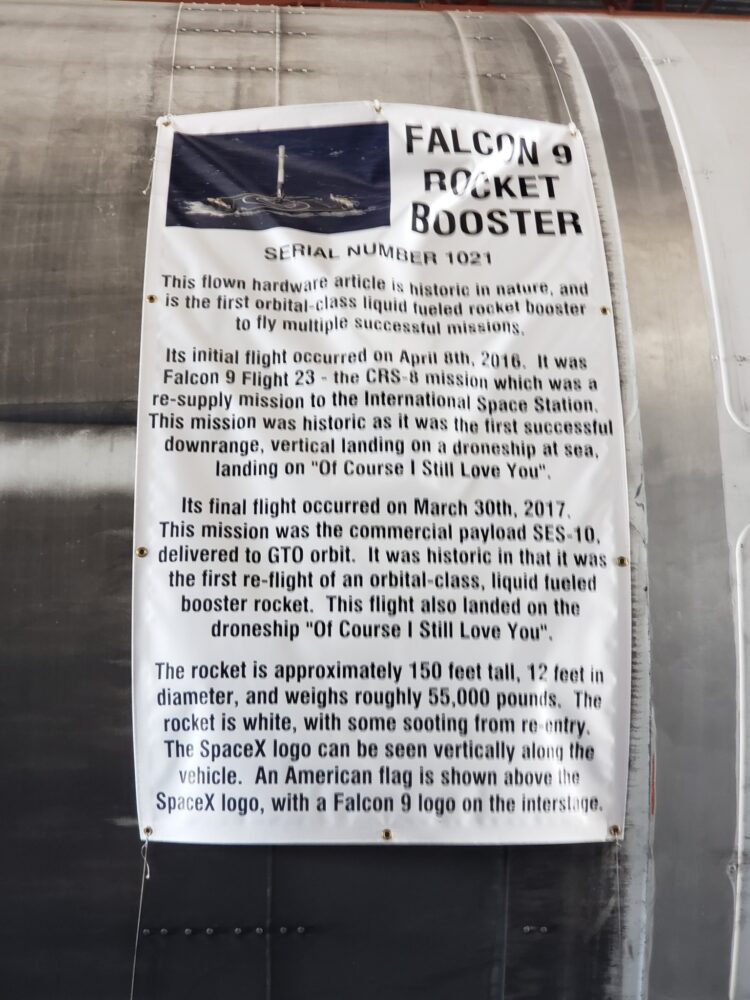 FALCON 9
ROCKET
BOOSTER
SERIAL NUMBER 1021
This flown hardware article is historic in nature, and
is the first orbital-class liquid fueled rocket booster
to fly multiple successful missions.
Its initial flight occurred on April 8th, 2016. It was
Falcon 9 Flight 23 - the CRS-8 mission which was a
re-supply mission to the International Space Station.
This mission was historic as it was the first successful
downrange, vertical landing on a droneship at sea,
landing on "Of Course I Still Love You".
Its final flight occurred on March 30th, 2017.
This mission was the commercial payload SES-10,
delivered to GTO orbit. It was historic in that it was
the first re-flight of an orbital-class, liquid fueled
booster rocket. This flight also landed on the
droneship "Of Course I Still Love You".
The rocket is approximately 150 feet tall, 12 feet in
diameter, and weighs roughly 55,000 pounds. The
rocket is white, with some sooting from re-entry.
The SpaceX logo can be seen vertically along the
vehicle. An American flag is shown above the
SpaceX logo, with a Falcon 9 logo on the interstage.